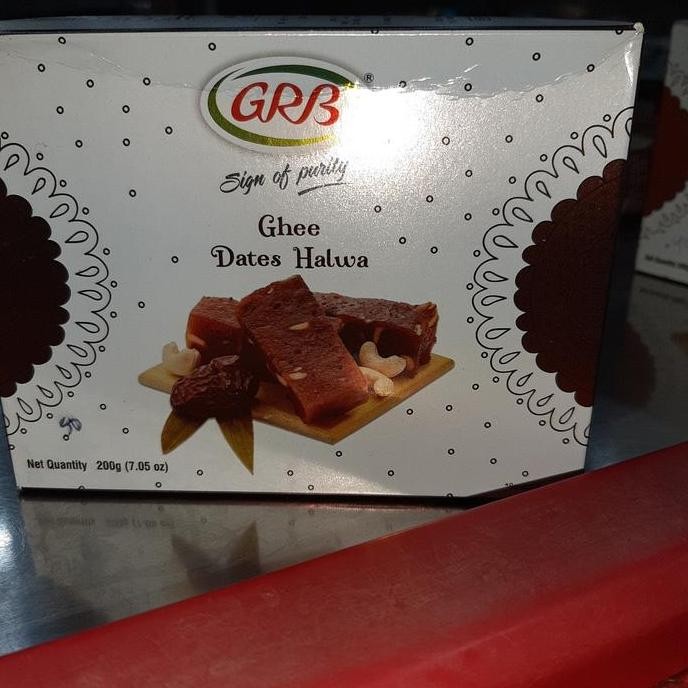 GRB ®
Sign of purity
Ghee
Dates Halwa
Net Quantity 200g (7.05 oz)